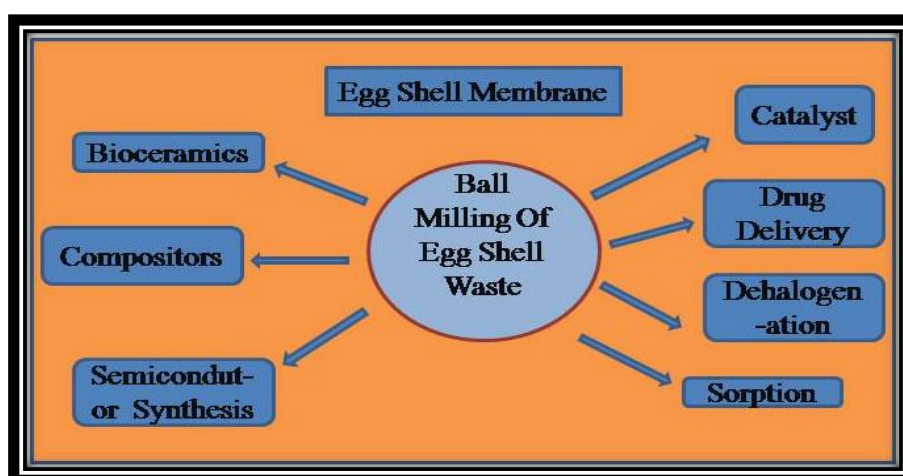 Egg Shell Membrane
Bioceramics
Compositors
Semicondut-
or Synthesis
Ball
Milling Of
Egg Shell
Waste
Catalyst
Drug
Delivery
Dehalogen
-ation
Sorption